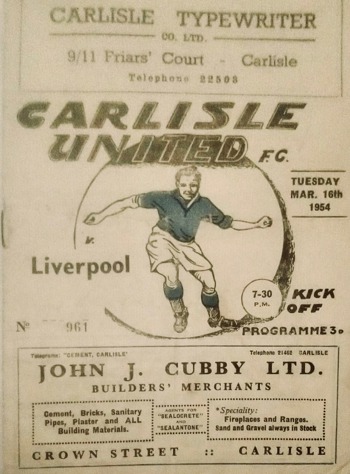 CARLISLE TYPEWRITER
CO. LTD.
9/11 Friars' Court - Carlisle
Telephone 22503
CARLISLE
UNITED F.C.
TUESDAY
MAR. 16th
1954
v.
Liverpool
7-30
P.M.
KICK
OFF
No 961
PROGRAMME 3D
Telegrams: "CEMENT, CARLISLE"
Telephone 21462 CARLISLE
JOHN J. CUBBY LTD.
BUILDERS' MERCHANTS
Cement, Bricks, Sanitary
Pipes, Plaster and ALL
Building Materials.
AGENTS FOR
"SEALOCRETE"
AND
"SEALANTONE"
*Speciality:
Fireplaces and Ranges.
Sand and Gravel always in Stock
CROWN STREET :: CARLISLE